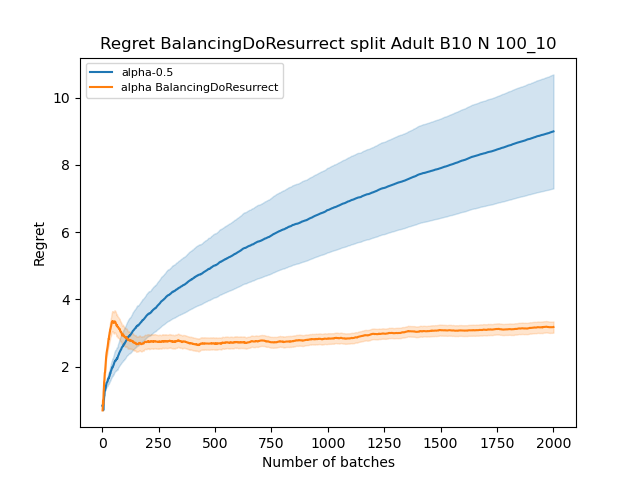 Regret BalancingDoResurrect split Adult B10 N 100_10
alpha-0.5
alpha BalancingDoResurrect
10
8
6
4
2
Regret
0
250
500
750
1000
1250
1500
1750
2000
Number of batches